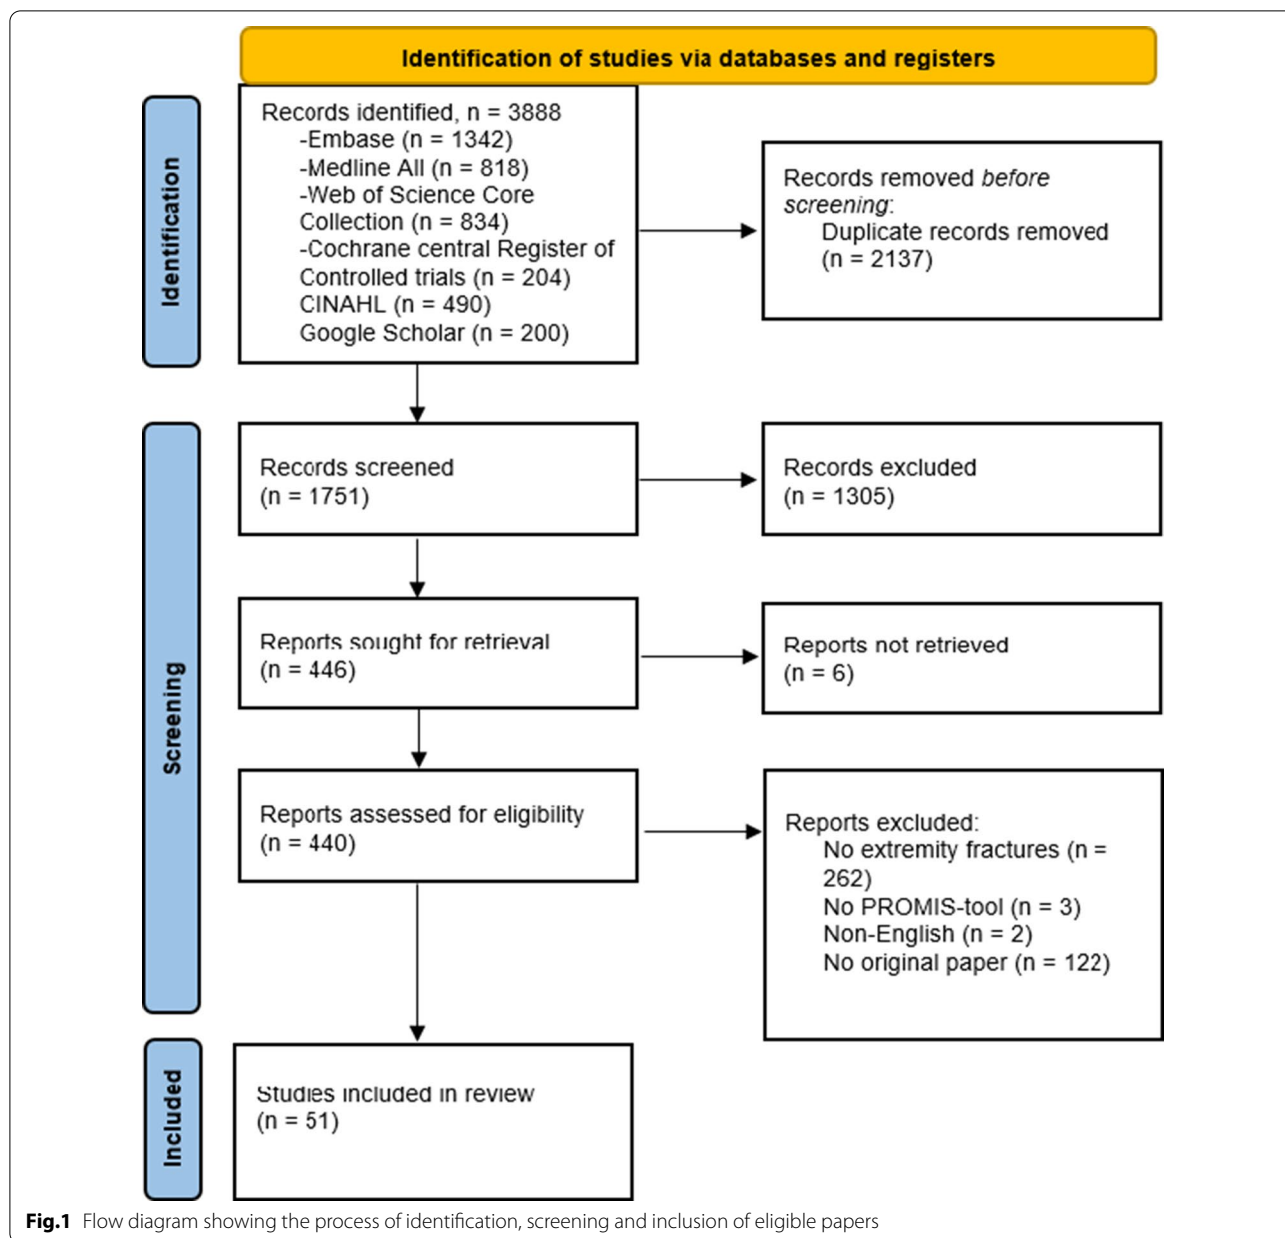 Identification of studies via databases and registers
Identification
Records identified, n = 3888
-Embase (n = 1342)
-Medline All (n = 818)
-Web of Science Core
Collection (n = 834)
-Cochrane central Register of
Controlled trials (n = 204)
CINAHL (n = 490)
Google Scholar (n = 200)
Records removed before
screening:
Duplicate records removed
(n = 2137)
Screening
Records screened
(n = 1751)
Records excluded
(n = 1305)
Reports sought for retrieval
(n = 446)
Reports not retrieved
(n = 6)
Reports assessed for eligibility
(n = 440)
Reports excluded:
No extremity fractures (n =
262)
No PROMIS-tool (n = 3)
Non-English (n = 2)
No original paper (n = 122)
Included
Studies included in review
(n = 51)
Fig.1 Flow diagram showing the process of identification, screening and inclusion of eligible papers